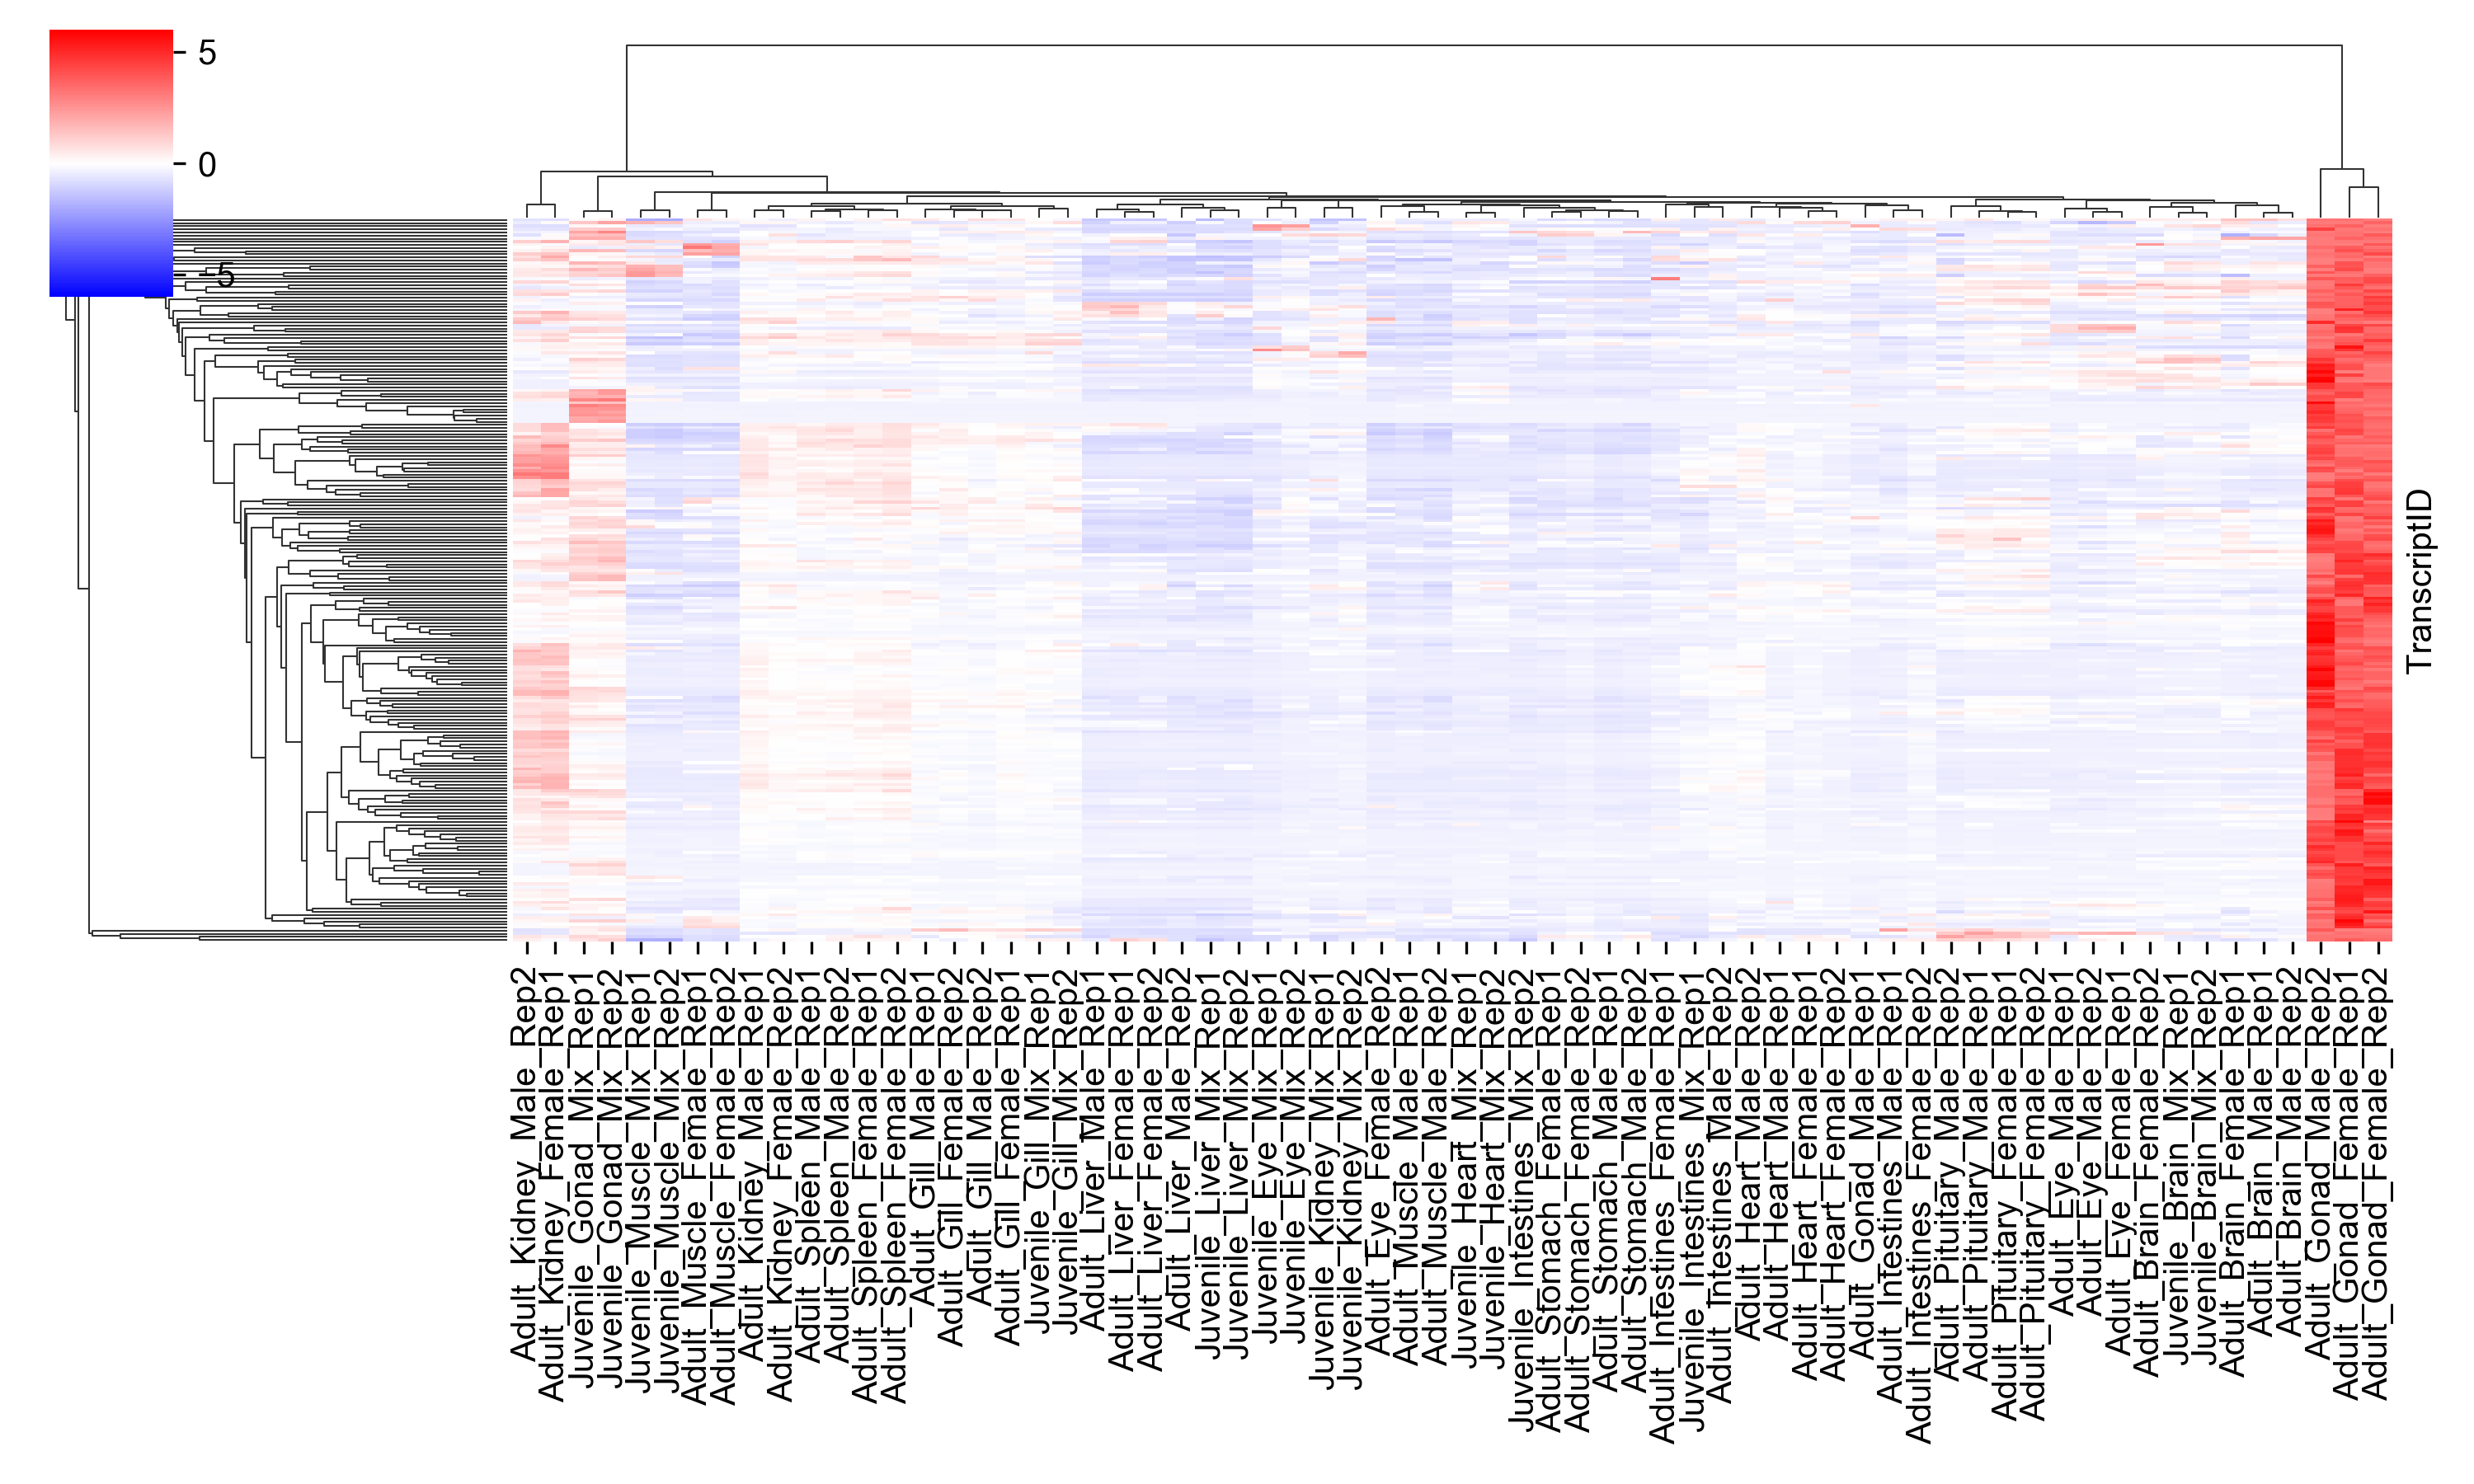 5
0
−5
TranscriptID
Adult_Kidney_Male_Rep2
Adult_Kidney_Female_Rep1
Juvenile_Gonad_Mix_Rep1
Juvenile_Gonad_Mix_Rep2
Juvenile_Muscle_Mix_Rep1
Juvenile_Muscle_Mix_Rep2
Adult_Muscle_Female_Rep1
Adult_Muscle_Female_Rep2
Adult_Kidney_Male_Rep1
Adult_Kidney_Female_Rep2
Adult_Spleen_Male_Rep1
Adult_Spleen_Male_Rep2
Adult_Spleen_Female_Rep1
Adult_Spleen_Female_Rep2
Adult_Gill_Male_Rep1
Adult_Gill_Female_Rep2
Adult_Gill_Male_Rep2
Adult_Gill_Female_Rep1
Juvenile_Gill_Mix_Rep1
Juvenile_Gill_Mix_Rep2
Adult_Liver_Male_Rep1
Adult_Liver_Female_Rep1
Adult_Liver_Female_Rep2
Adult_Liver_Male_Rep2
Juvenile_Liver_Mix_Rep1
Juvenile_Liver_Mix_Rep2
Juvenile_Eye_Mix_Rep1
Juvenile_Eye_Mix_Rep2
Juvenile_Kidney_Mix_Rep1
Juvenile_Kidney_Mix_Rep2
Adult_Eye_Female_Rep2
Adult_Muscle_Male_Rep1
Adult_Muscle_Male_Rep2
Juvenile_Heart_Mix_Rep1
Juvenile_Heart_Mix_Rep2
Juvenile_Intestines_Mix_Rep2
Adult_Stomach_Female_Rep1
Adult_Stomach_Female_Rep2
Adult_Stomach_Male_Rep1
Adult_Stomach_Male_Rep2
Adult_Intestines_Female_Rep1
Juvenile_Intestines_Mix_Rep1
Adult_Intestines_Male_Rep2
Adult_Heart_Male_Rep2
Adult_Heart_Male_Rep1
Adult_Heart_Female_Rep1
Adult_Heart_Female_Rep2
Adult_Gonad_Male_Rep1
Adult_Intestines_Male_Rep1
Adult_Intestines_Female_Rep2
Adult_Pituitary_Male_Rep2
Adult_Pituitary_Male_Rep1
Adult_Pituitary_Female_Rep1
Adult_Pituitary_Female_Rep2
Adult_Eye_Male_Rep1
Adult_Eye_Male_Rep2
Adult_Eye_Female_Rep1
Adult_Brain_Female_Rep2
Juvenile_Brain_Mix_Rep1
Juvenile_Brain_Mix_Rep2
Adult_Brain_Female_Rep1
Adult_Brain_Male_Rep1
Adult_Brain_Male_Rep2
Adult_Gonad_Male_Rep2
Adult_Gonad_Female_Rep1
Adult_Gonad_Female_Rep2